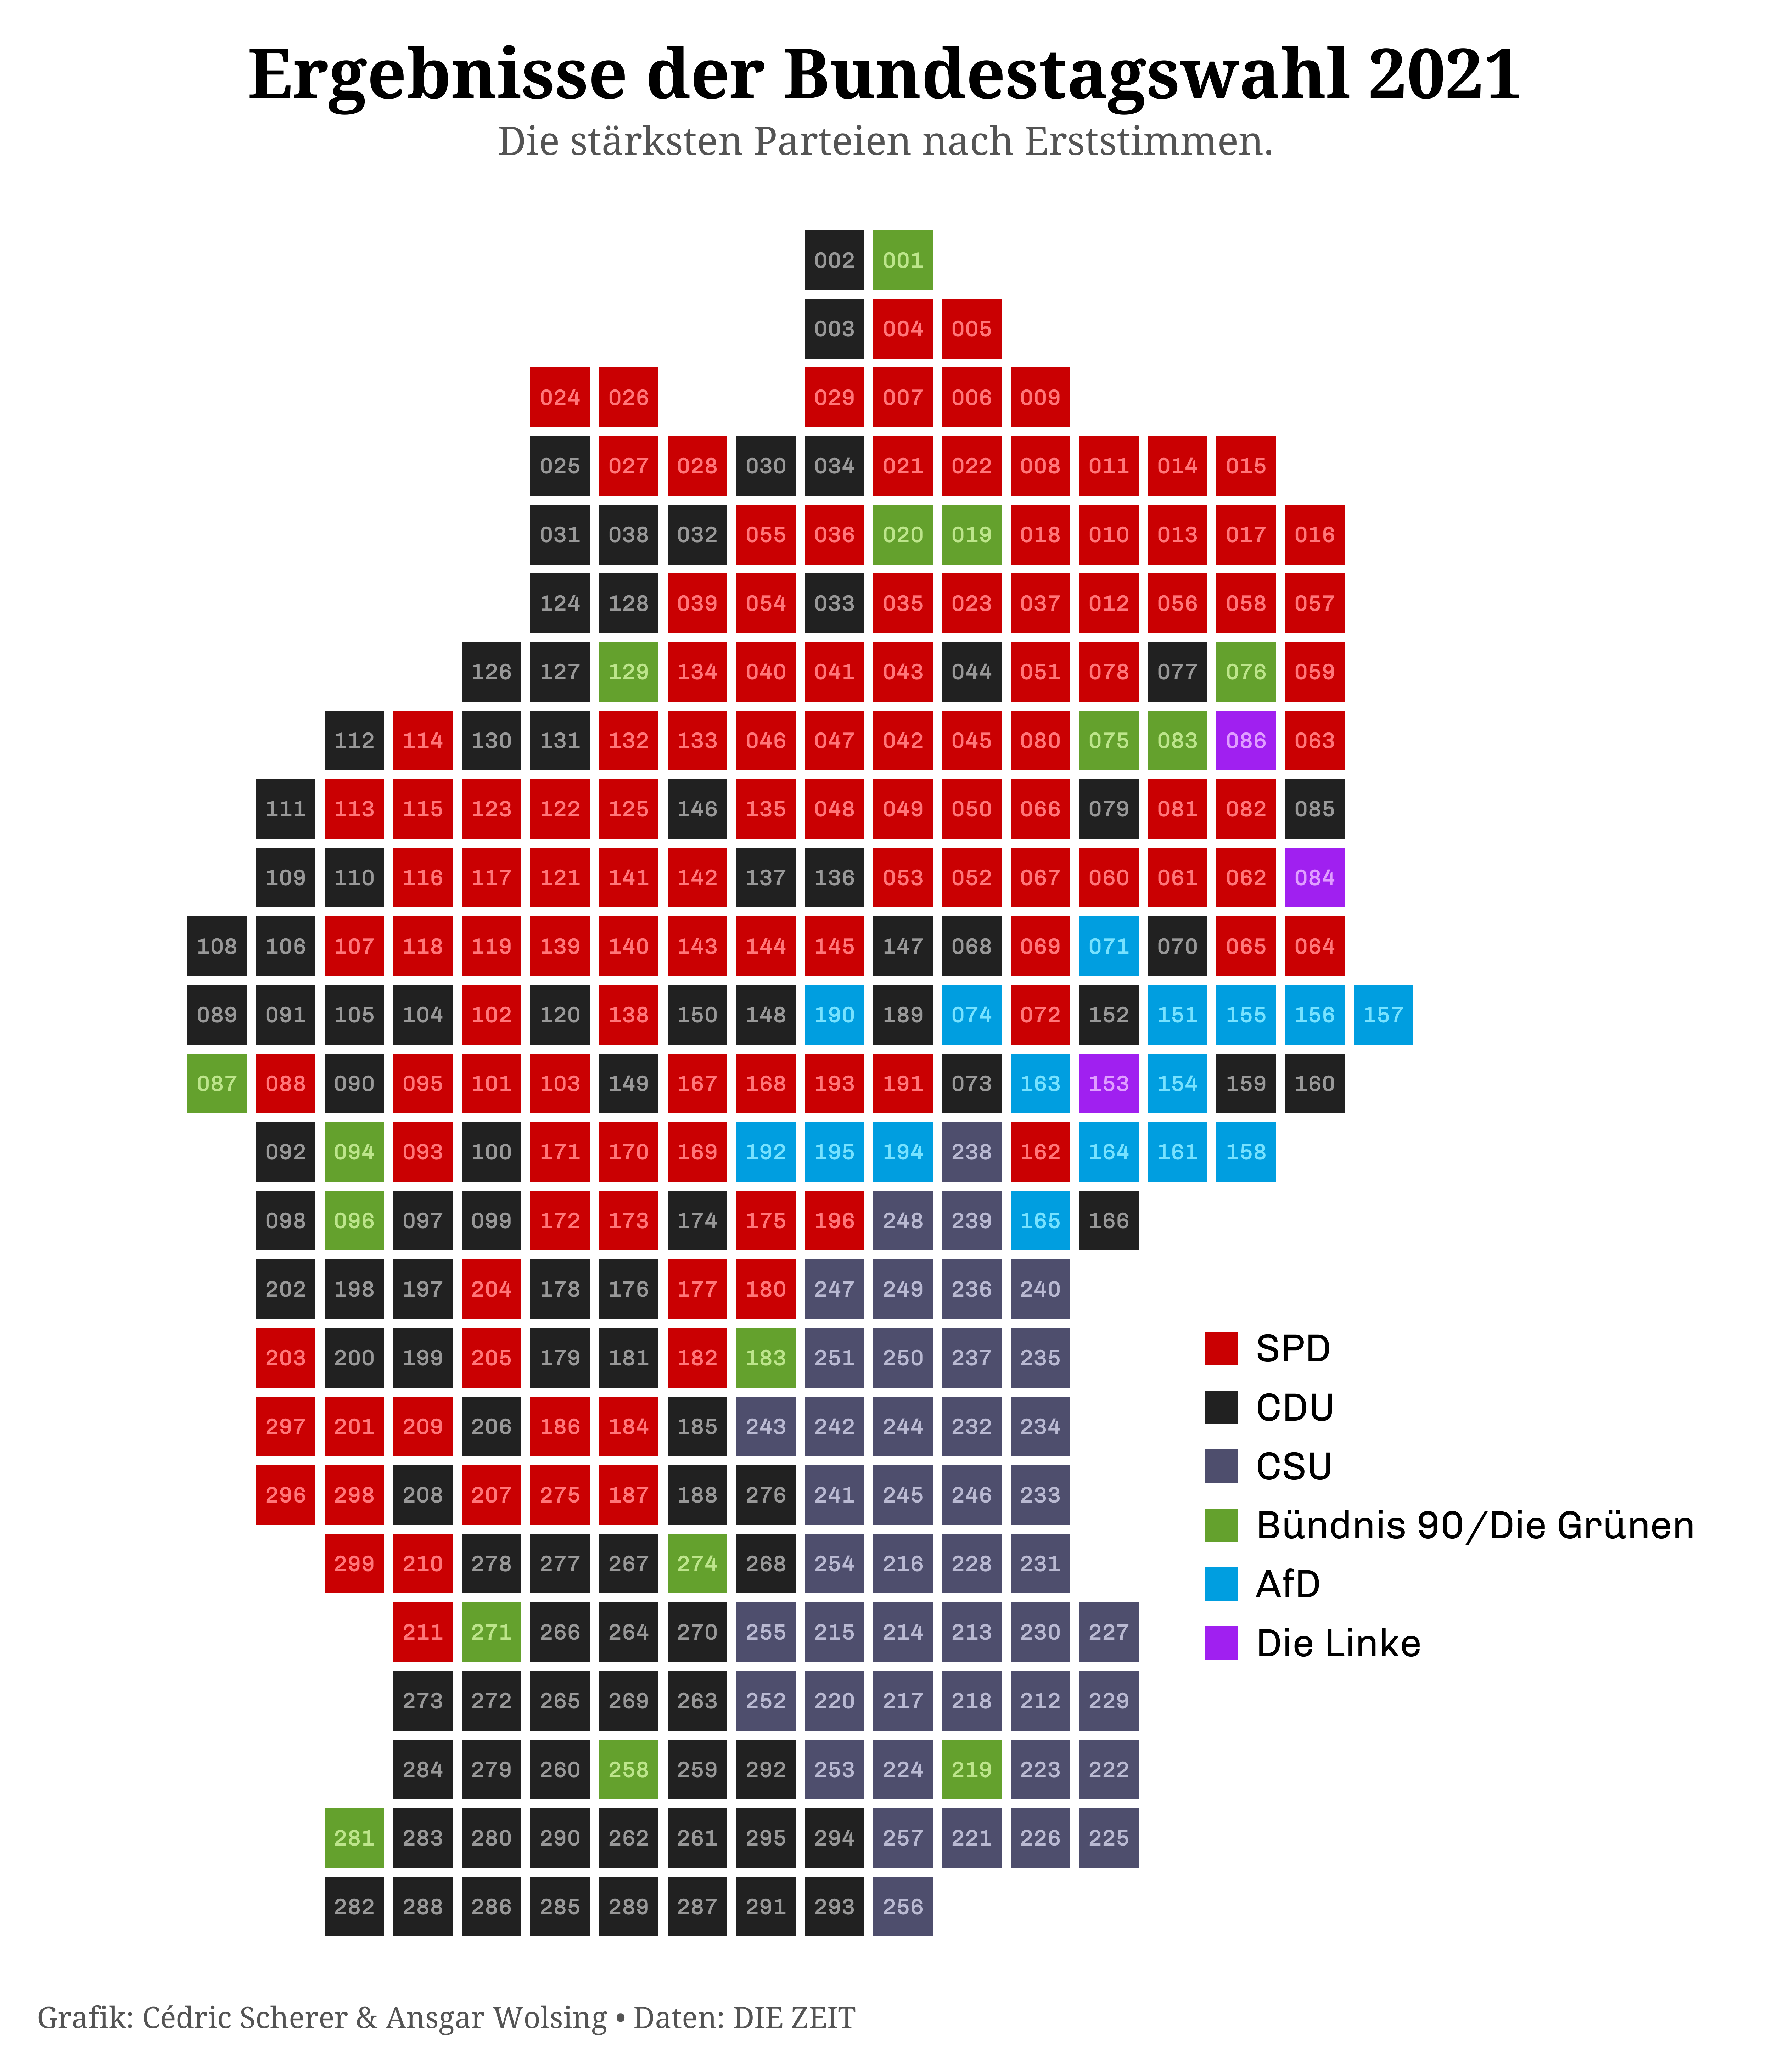 Ergebnisse der Bundestagswahl 2021
Die stärksten Parteien nach Erststimmen.
002 001
003 004 005
024 026 029 007 006 009
025 027 028 030 034 021 022 008 011 014 015
031 038 032 055 036 020 019 018 010 013 017 016
124 128 039 054 033 035 023 037 012 056 058 057
126 127 129 134 040 041 043 044 051 078 077 076 059
112 114 130 131 132 133 046 047 042 045 080 075 083 086 063
111 113 115 123 122 125 146 135 048 049 050 066 079 081 082 085
109 110 116 117 121 141 142 137 136 053 052 067 060 061 062 084
108 106 107 118 119 139 140 143 144 145 147 068 069 071 070 065 064
089 091 105 104 102 120 138 150 148 190 189 074 072 152 151 155 156 157
087 088 090 095 101 103 149 167 168 193 191 073 163 153 154 159 160
092 094 093 100 171 170 169 192 195 194 238 162 164 161 158
098 096 097 099 172 173 174 175 196 248 239 165 166
202 198 197 204 178 176 177 180 247 249 236 240
203 200 199 205 179 181 182 183 251 250 237 235
297 201 209 206 186 184 185 243 242 244 232 234
296 298 208 207 275 187 188 276 241 245 246 233
299 210 278 277 267 274 268 254 216 228 231
211 271 266 264 270 255 215 214 213 230 227
273 272 265 269 263 252 220 217 218 212 229
284 279 260 258 259 292 253 224 219 223 222
281 283 280 290 262 261 295 294 257 221 226 225
282 288 286 285 289 287 291 293 256
SPD
CDU
CSU
Bündnis 90/Die Grünen
AfD
Die Linke
Grafik: Cédric Scherer & Ansgar Wolsing • Daten: DIE ZEIT